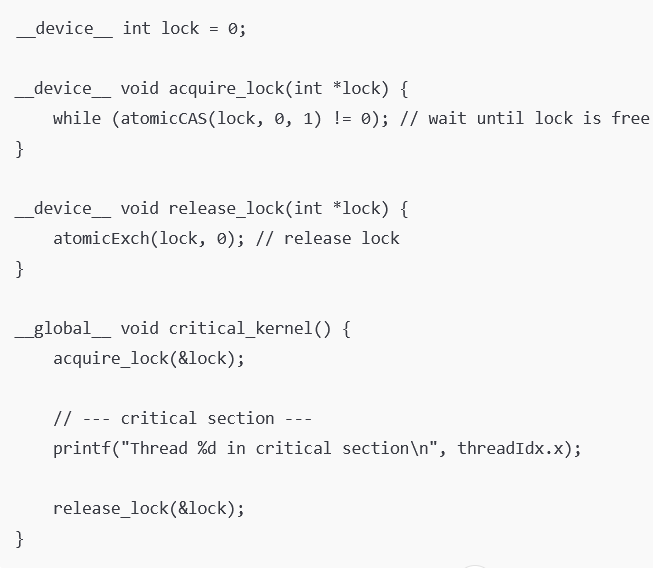 __device__ int lock = 0;
__device__ void acquire_lock(int *lock) {
    while (atomicCAS(lock, 0, 1) != 0); // wait until lock is free
}
__device__ void release_lock(int *lock) {
    atomicExch(lock, 0); // release lock
}
__global__ void critical_kernel() {
    acquire_lock(&lock);
    // --- critical section ---
    printf("Thread %d in critical section\n", threadIdx.x);
    release_lock(&lock);
}